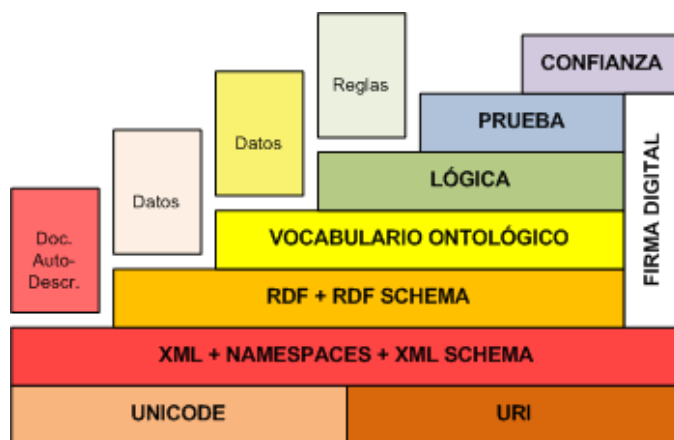 CONFIANZA
Reglas
PRUEBA
Datos
LÓGICA
Datos
VOCABULARIO ONTOLÓGICO
FIRMA DIGITAL
Doc.
Auto-
Descr.
RDF + RDF SCHEMA
XML + NAMESPACES + XML SCHEMA
UNICODE
URI